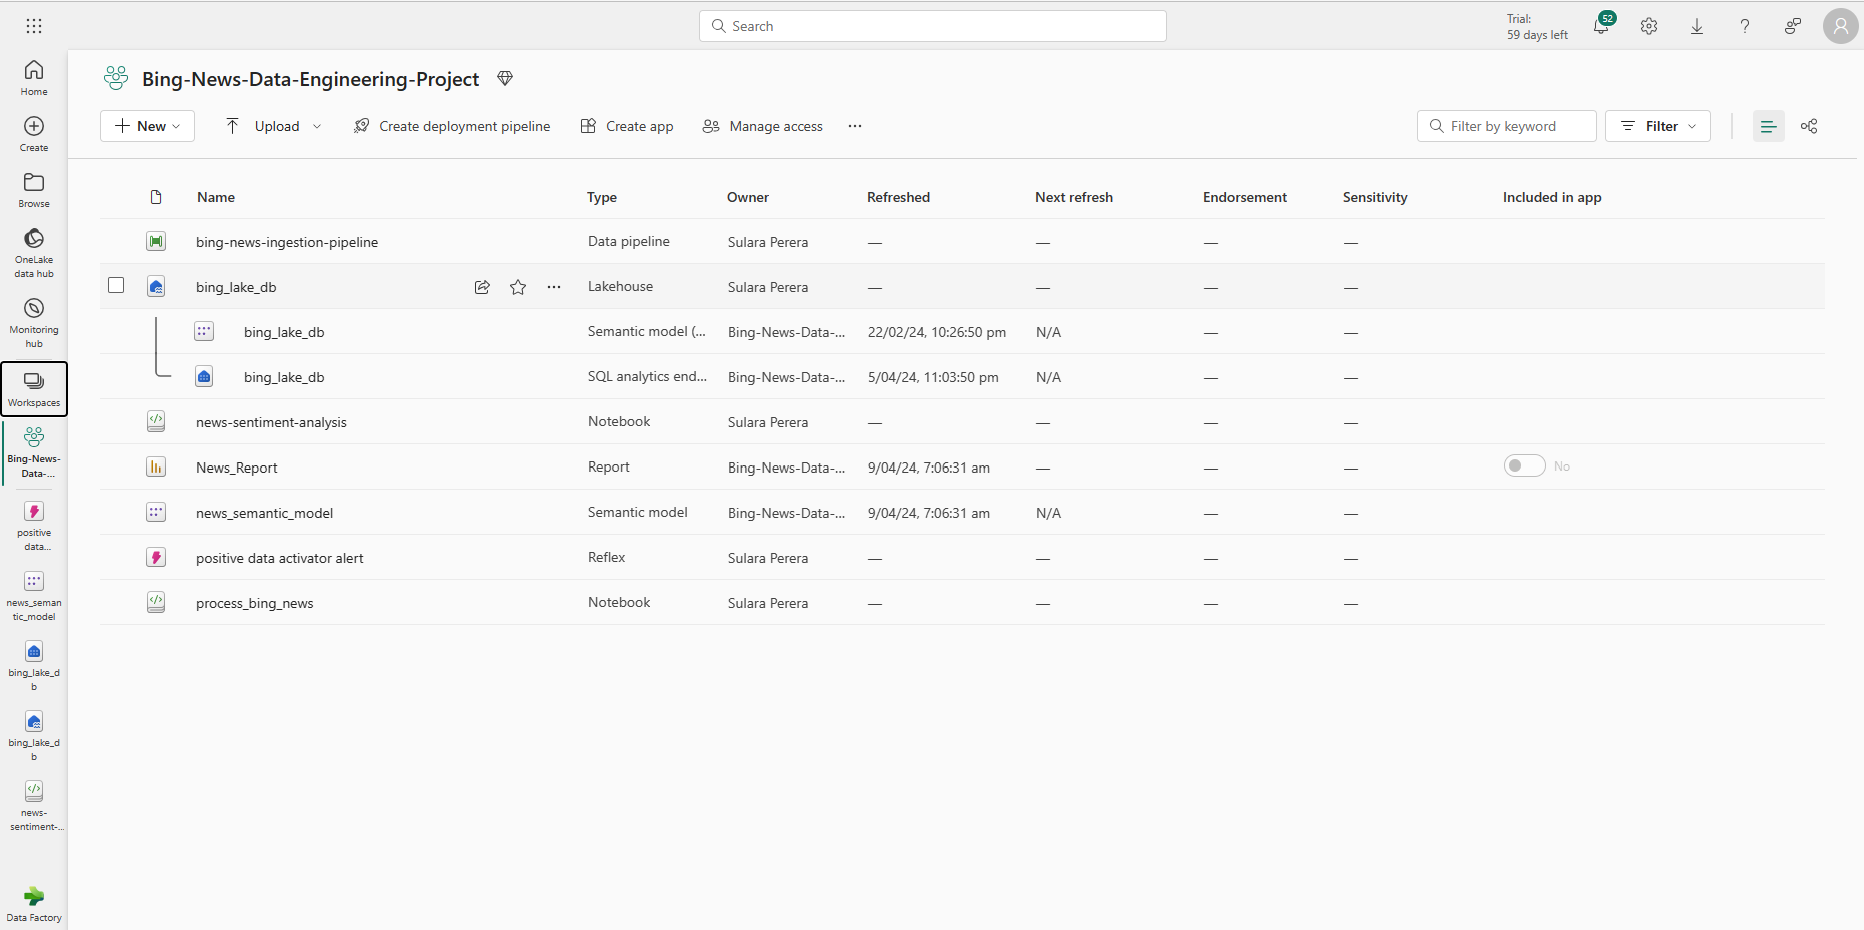 Search
Trial:
59 days left
52
Home
Create
Browse
OneLake
data hub
Monitoring
hub
Workspaces
Bing-News-
Data-...
positive
data...
news_seman
tic_model
bing_lake_d
b
bing_lake_d
b
news-
sentiment-...
Data Factory
Bing-News-Data-Engineering-Project
New
Upload
Create deployment pipeline
Create app
Manage access
...
Filter by keyword
Filter
Name Type Owner Refreshed Next refresh Endorsement Sensitivity Included in app
bing-news-ingestion-pipeline Data pipeline Sulara Perera — — — —
bing_lake_db ... Lakehouse Sulara Perera — — — —
bing_lake_db Semantic model (... Bing-News-Data-... 22/02/24, 10:26:50 pm N/A — —
bing_lake_db SQL analytics end... Bing-News-Data-... 5/04/24, 11:03:50 pm N/A — —
news-sentiment-analysis Notebook Sulara Perera — — — —
News_Report Report Bing-News-Data-... 9/04/24, 7:06:31 am — — — No
news_semantic_model Semantic model Bing-News-Data-... 9/04/24, 7:06:31 am N/A — —
positive data activator alert Reflex Sulara Perera — — — —
process_bing_news Notebook Sulara Perera — — — —